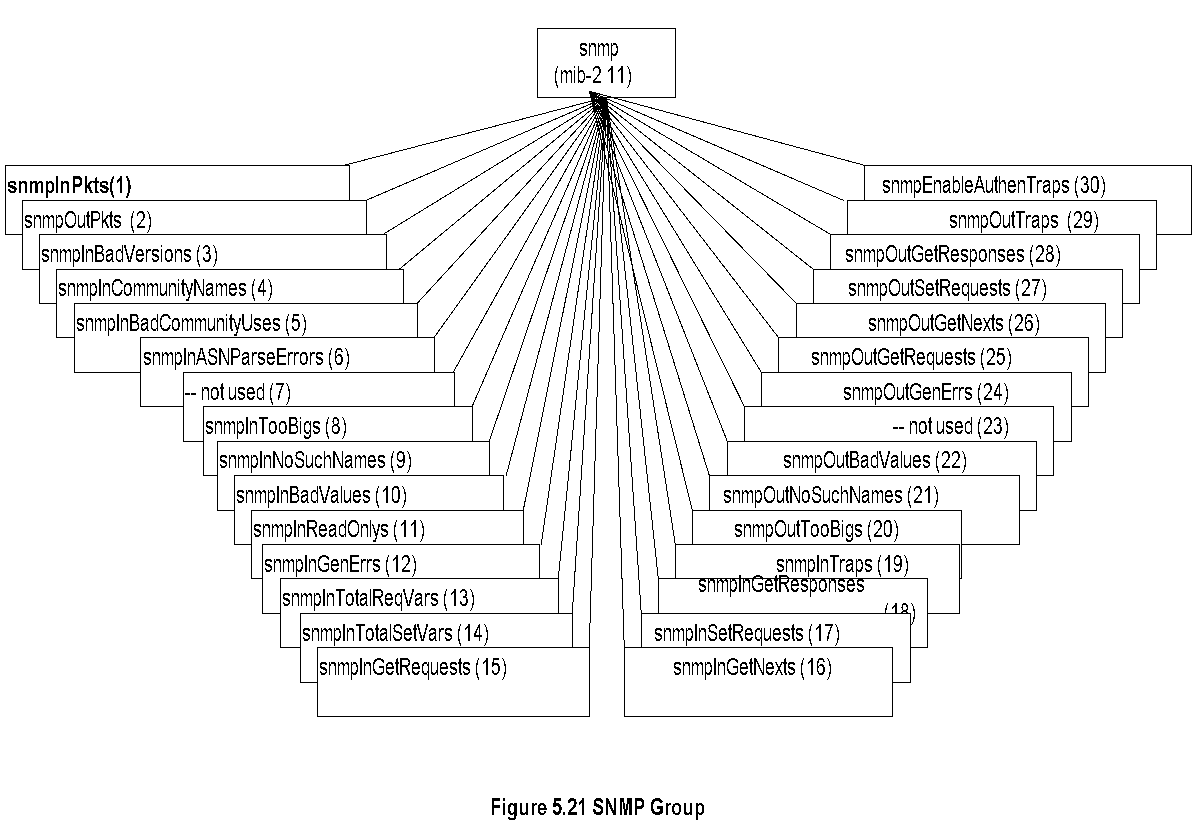 snmp
(mib-2 11)
snmpInPkts(1)
snmpOutPkts (2)
snmpInBadVersions (3)
snmpInCommunityNames (4)
snmpInBadCommunityUses (5)
snmpInASNParseErrors (6)
-- not used (7)
snmpInTooBigs (8)
snmpInNoSuchNames (9)
snmpInBadValues (10)
snmpInReadOnlys (11)
snmpInGenErrs (12)
snmpInTotalReqVars (13)
snmpInTotalSetVars (14)
snmpInGetRequests (15)
snmpEnableAuthenTraps (30)
snmpOutTraps (29)
snmpOutGetResponses (28)
snmpOutSetRequests (27)
snmpOutGetNexts (26)
snmpOutGetRequests (25)
snmpOutGenErrs (24)
-- not used (23)
snmpOutBadValues (22)
snmpOutNoSuchNames (21)
snmpOutTooBigs (20)
snmpInTraps (19)
snmpInGetResponses
(18)
snmpInSetRequests (17)
snmpInGetNexts (16)
Figure 5.21 SNMP Group